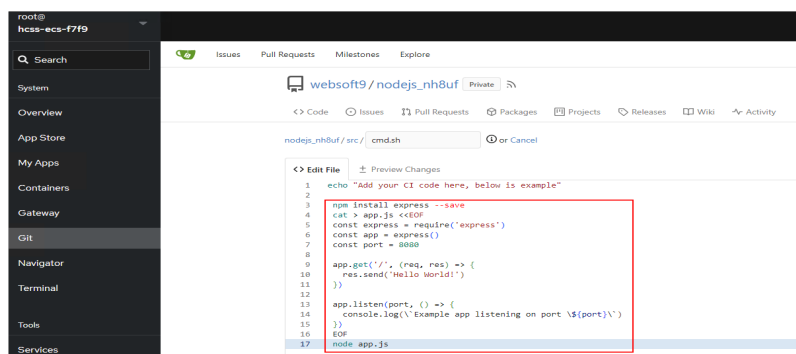 root@
hcss-ecs-f7f9
Search
System
Overview
App Store
My Apps
Containers
Gateway
Git
Navigator
Terminal
Tools
Services
Issues Pull Requests Milestones Explore
websoft9/nodejs_nh8uf Private
<> Code Issues Pull Requests Packages Projects Releases Wiki Activity
nodejs_nh8uf/src/ cmd.sh or Cancel
<> Edit File ± Preview Changes
1 echo "Add your CI code here, below is example"
2
3 npm install express --save
4 cat > app.js <<EOF
5 const express = require('express')
6 const app = express()
7 const port = 8080
8
9 app.get('/', (req, res) => {
10 res.send('Hello World!')
11 })
12
13 app.listen(port, () => {
14 console.log(\`Example app listening on port \${port}\`)
15 })
16 EOF
17 node app.js